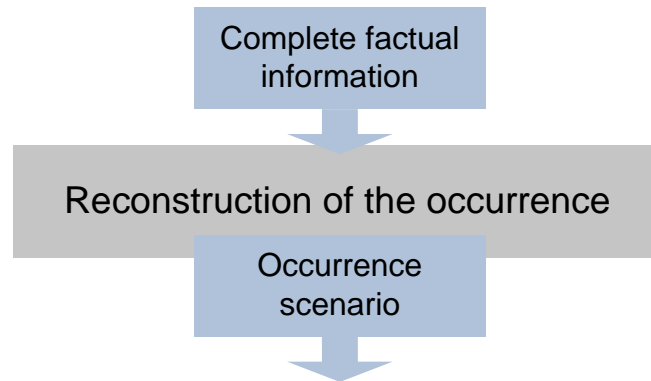 Complete factual
information
Reconstruction of the occurrence
Occurrence
scenario